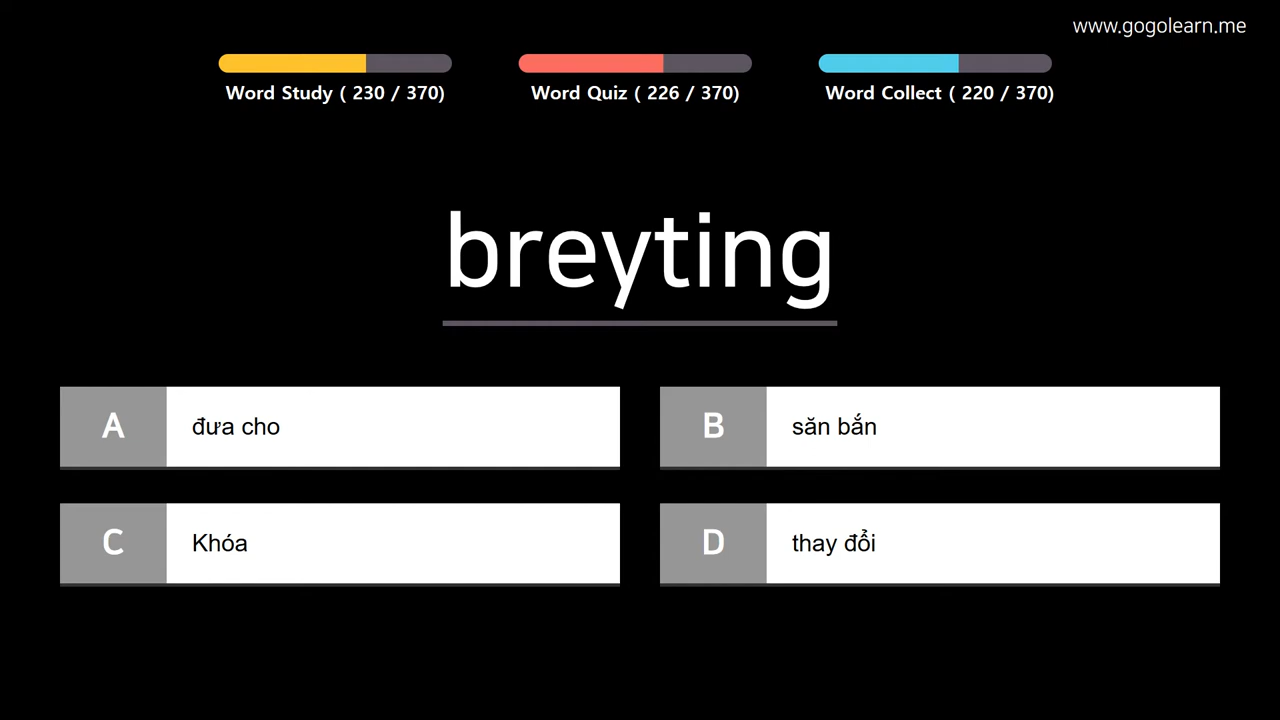 www.gogolearn.me
Word Study ( 230 / 370)
Word Quiz ( 226 / 370)
Word Collect ( 220 / 370)
breyting
A
đưa cho
B
săn bắn
C
Khóa
D
thay đổi